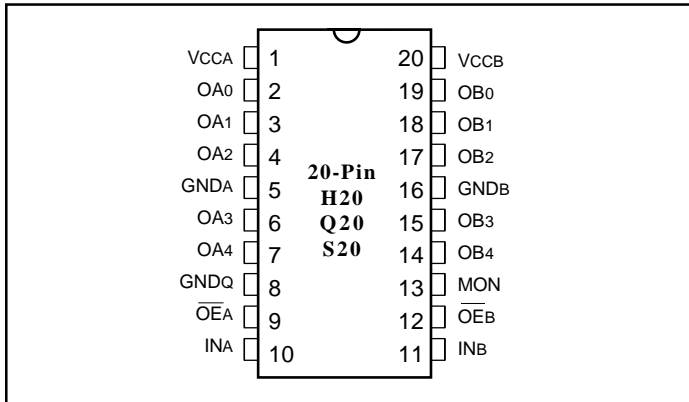 VCCA 1 20 VCCB
OA0 2 19 OB0
OA1 3 18 OB1
OA2 4 17 OB2
GNDA 5 16 GNDB
OA3 6 15 OB3
OA4 7 14 OB4
GNDQ 8 13 MON
O̅E̅A 9 12 O̅E̅B
INA 10 11 INB
20-Pin
H20
Q20
S20